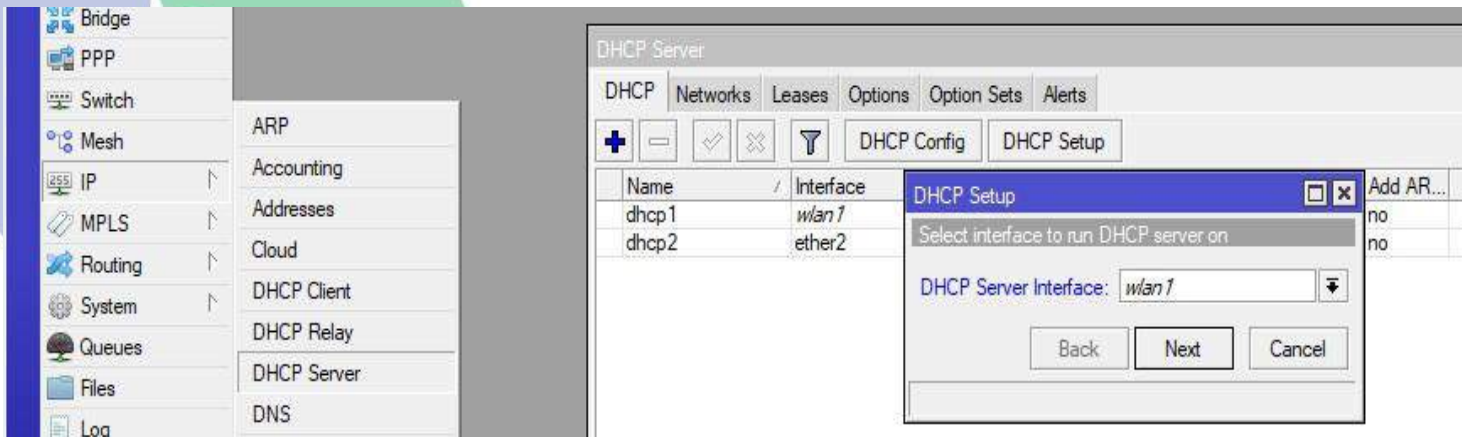 Bridge
PPP
Switch
Mesh
255 IP
MPLS
Routing
System
Queues
Files
Log
ARP
Accounting
Addresses
Cloud
DHCP Client
DHCP Relay
DHCP Server
DNS
DHCP Server
DHCP Networks Leases Options Option Sets Alerts
DHCP Config DHCP Setup
Name / Interface Add AR...
dhcp1 wlan1 no
dhcp2 ether2 no
DHCP Setup
Select interface to run DHCP server on
DHCP Server Interface: wlan1
Back Next Cancel